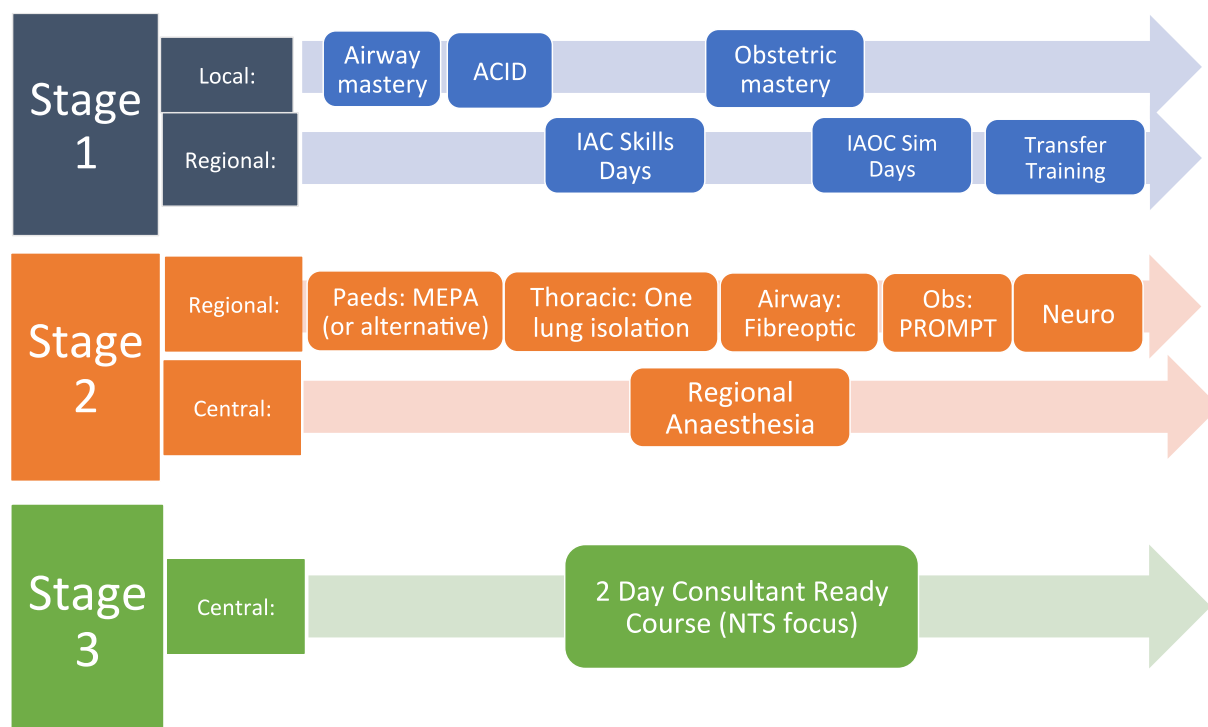 Stage
1
Local:
Airway
mastery
ACID
Obstetric
mastery
Regional:
IAC Skills
Days
IAOC Sim
Days
Transfer
Training
Stage
2
Regional:
Paeds: MEPA
(or alternative)
Thoracic: One
lung isolation
Airway:
Fibreoptic
Obs:
PROMPT
Neuro
Central:
Regional
Anaesthesia
Stage
3
Central:
2 Day Consultant Ready
Course (NTS focus)